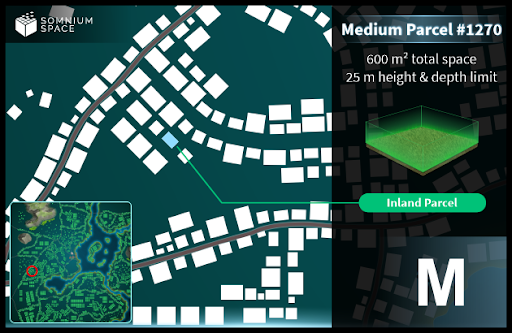 SOMNIUM
SPACE
Medium Parcel #1270
600 m² total space
25 m height & depth limit
Inland Parcel
M